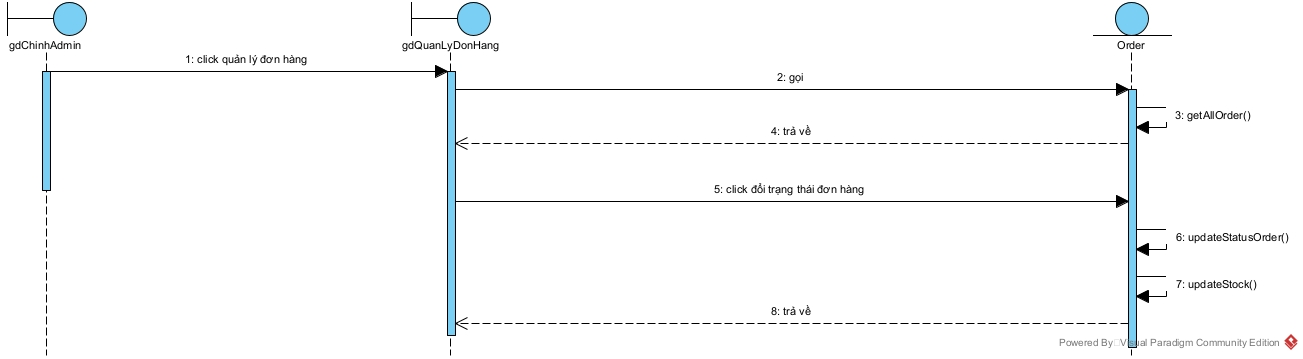 gdChinhAdmin
gdQuanLyDonHang
Order
1: click quản lý đơn hàng
2: gọi
3: getAllOrder()
4: trả về
5: click đổi trạng thái đơn hàng
6: updateStatusOrder()
7: updateStock()
8: trả về
Powered By Visual Paradigm Community Edition